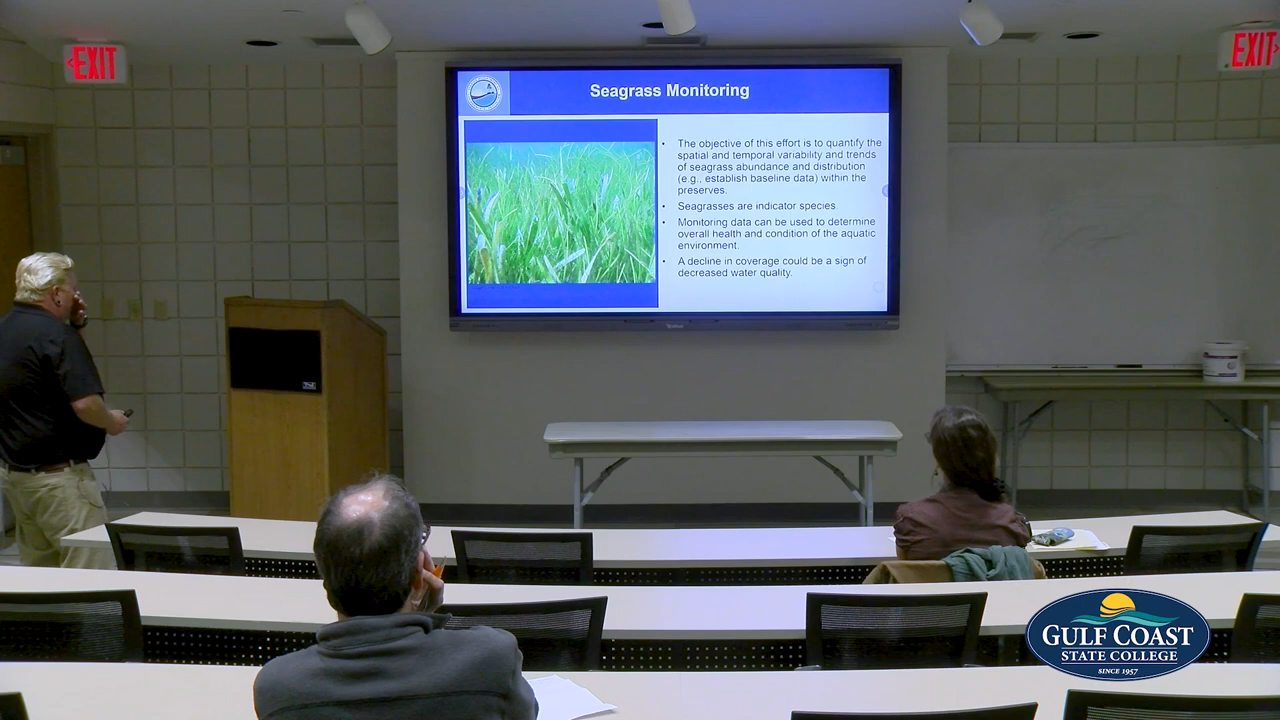 EXIT
EXIT
Seagrass Monitoring
• The objective of this effort is to quantify the
spatial and temporal variability and trends
of seagrass abundance and distribution
(e.g., establish baseline data) within the
preserves.
• Seagrasses are indicator species
• Monitoring data can be used to determine
overall health and condition of the aquatic
environment.
• A decline in coverage could be a sign of
decreased water quality.
GULF COAST
STATE COLLEGE
SINCE 1957